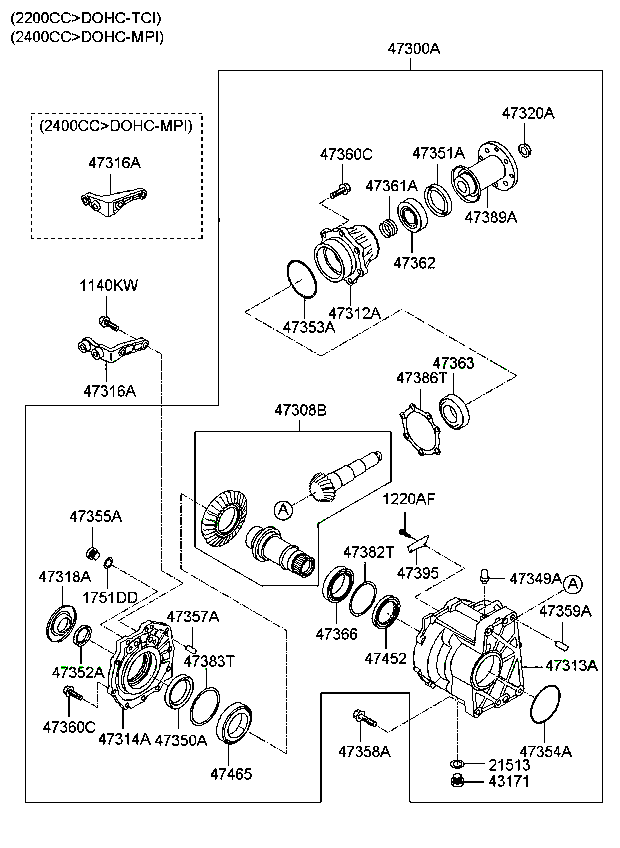 (2200CC>DOHC-TCI)
(2400CC>DOHC-MPI)
47300A
47320A
(2400CC>DOHC-MPI)
47316A
47360C
47351A
47361A
47389A
47362
1140KW
47312A
47353A
47316A
47363
47386T
47308B
A
1220AF
47355A
47382T
47318A
1751DD
47395
47349A
A
47357A
47359A
47366
47452
47383T
47352A
47313A
47360C
47314A
47350A
47465
47358A
47354A
21513
43171